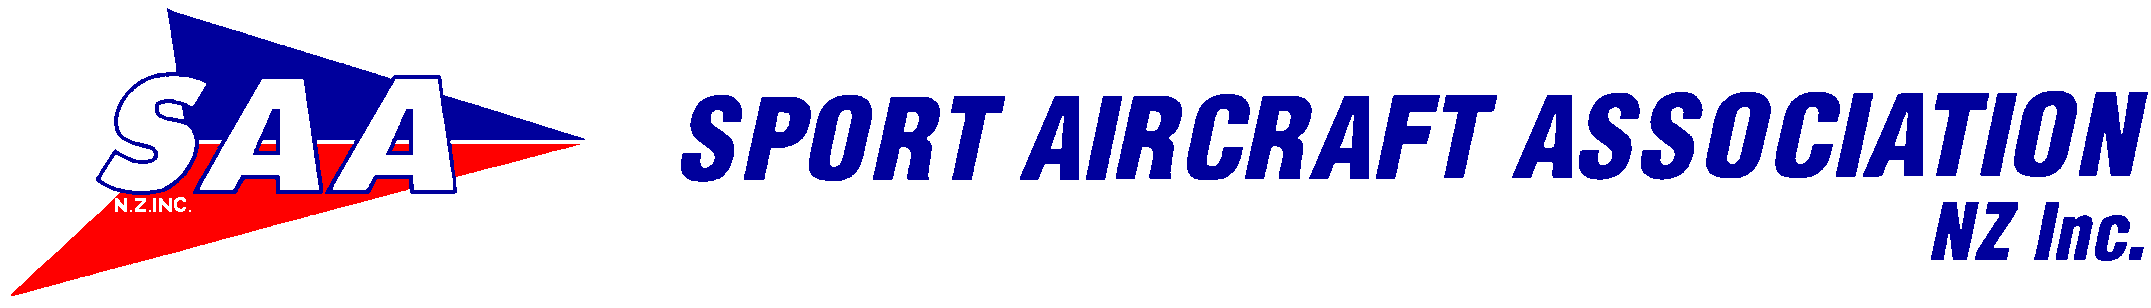 SAA
N.Z.INC.
SPORT AIRCRAFT ASSOCIATION
NZ Inc.